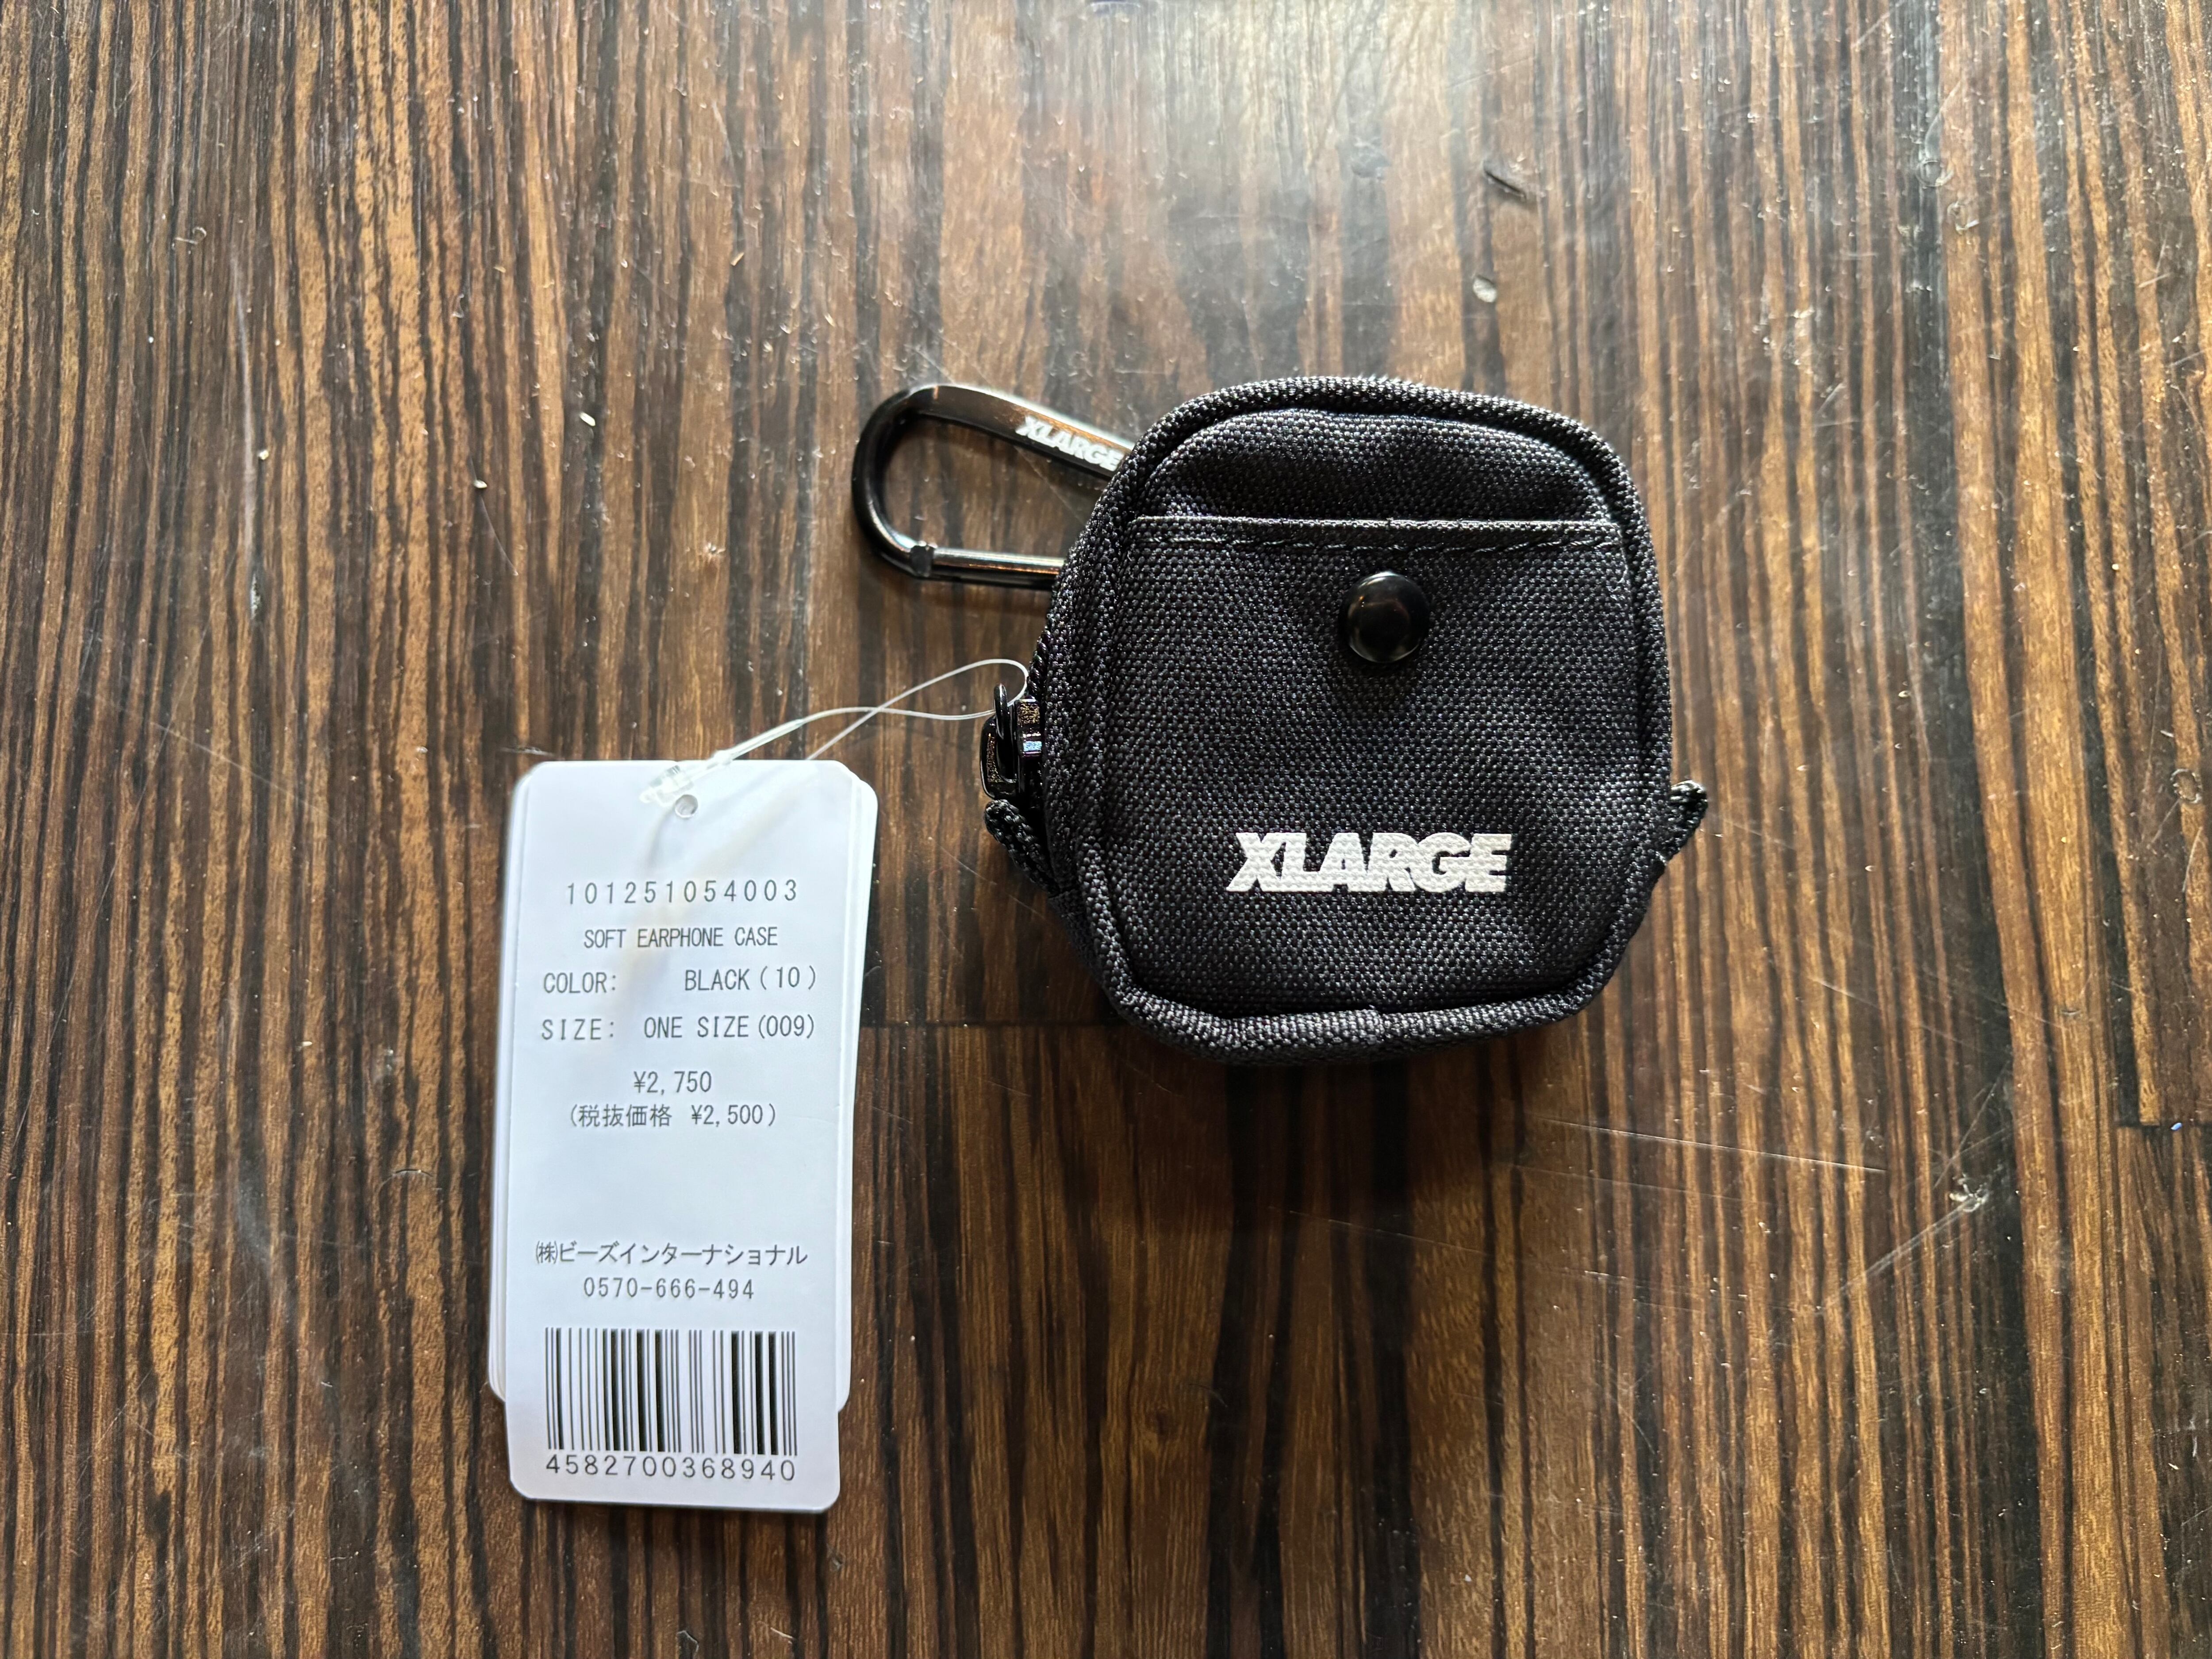 XLARGE
XLARGE
101251054003
SOFT EARPHONE CASE
COLOR: BLACK(10)
SIZE: ONE SIZE(009)
¥2,750
(税抜価格 ¥2,500)
㈱ビーズインターナショナル
0570-666-494
4582700368940